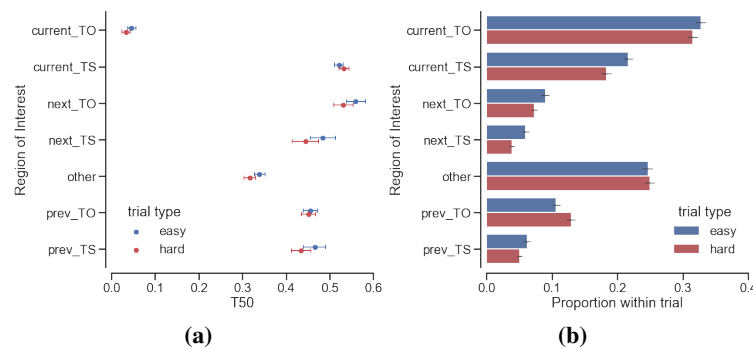 Region of Interest
current_TO
current_TS
next_TO
next_TS
other
prev_TO
prev_TS
trial type
easy
hard
0.0 0.1 0.2 0.3 0.4 0.5 0.6
T50
(a)
Region of Interest
current_TO
current_TS
next_TO
next_TS
other
prev_TO
prev_TS
trial type
easy
hard
0.0 0.1 0.2 0.3 0.4
Proportion within trial
(b)